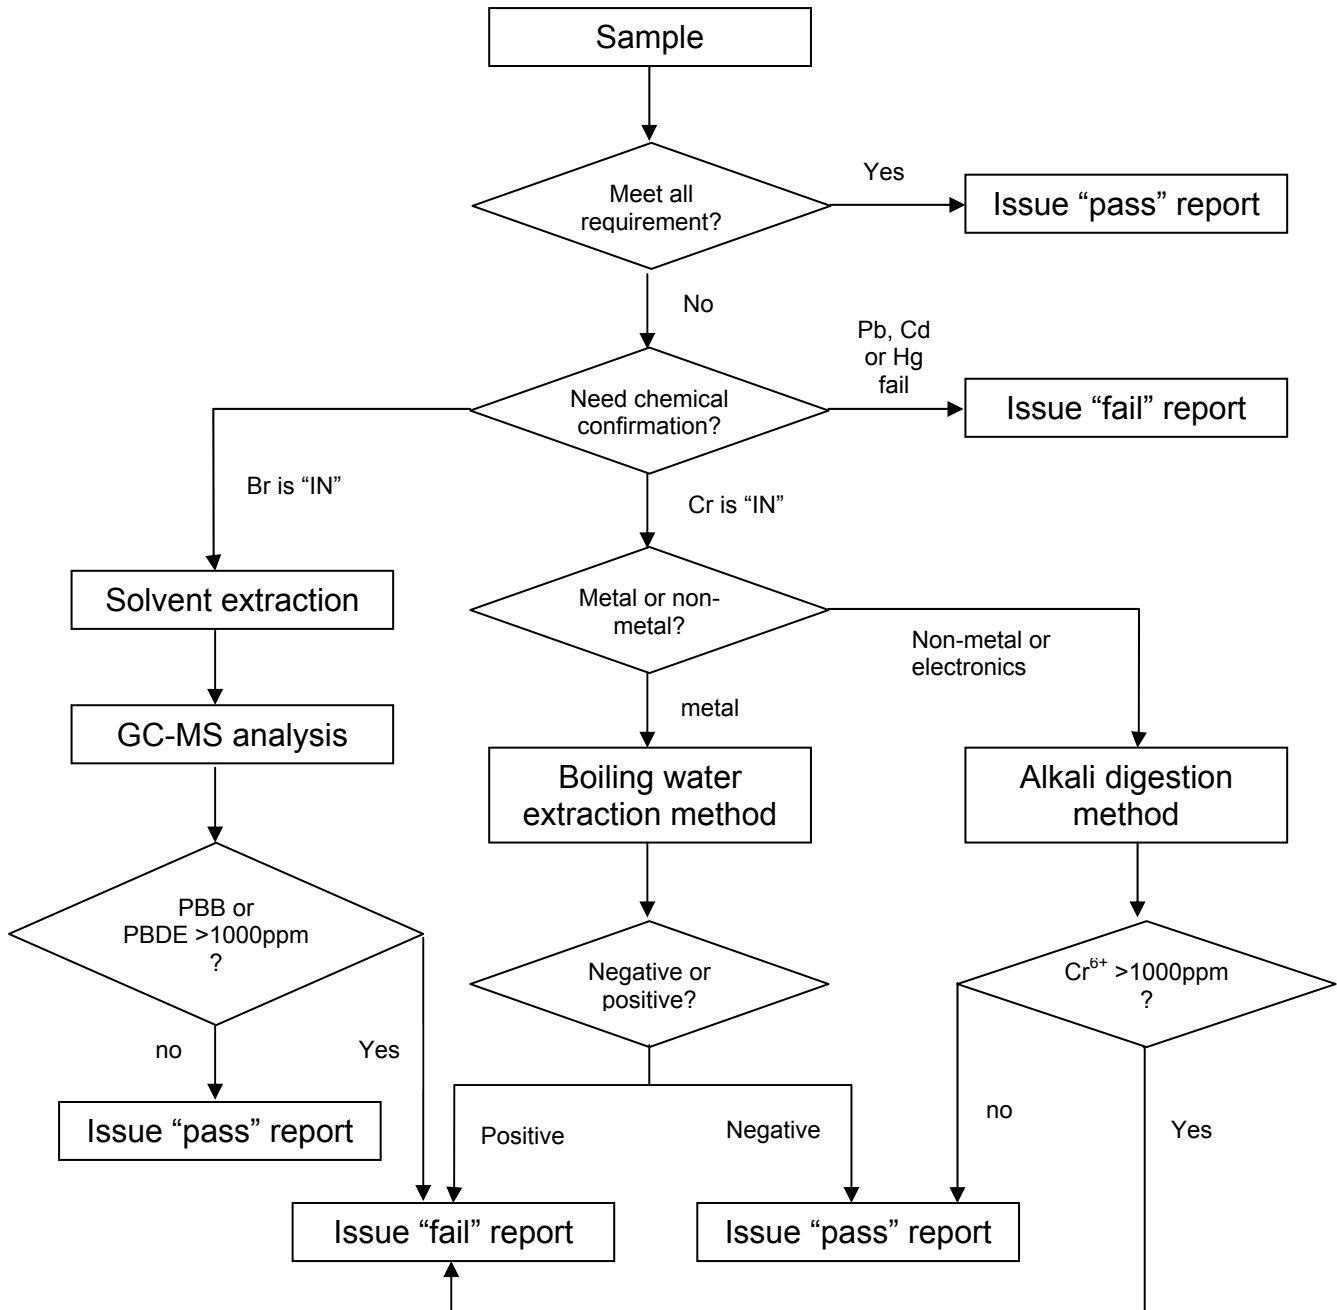 Sample
Meet all
requirement?
Yes
Issue “pass” report
No
Pb, Cd
or Hg
fail
Need chemical
confirmation?
Issue “fail” report
Br is “IN”
Cr is “IN”
Solvent extraction
Metal or non-
metal?
Non-metal or
electronics
metal
GC-MS analysis
Boiling water
extraction method
Alkali digestion
method
PBB or
PBDE >1000ppm
?
Negative or
positive?
Cr⁶⁺ >1000ppm
?
no
Yes
Issue “pass” report
Positive
Negative
no
Yes
Issue “fail” report
Issue “pass” report